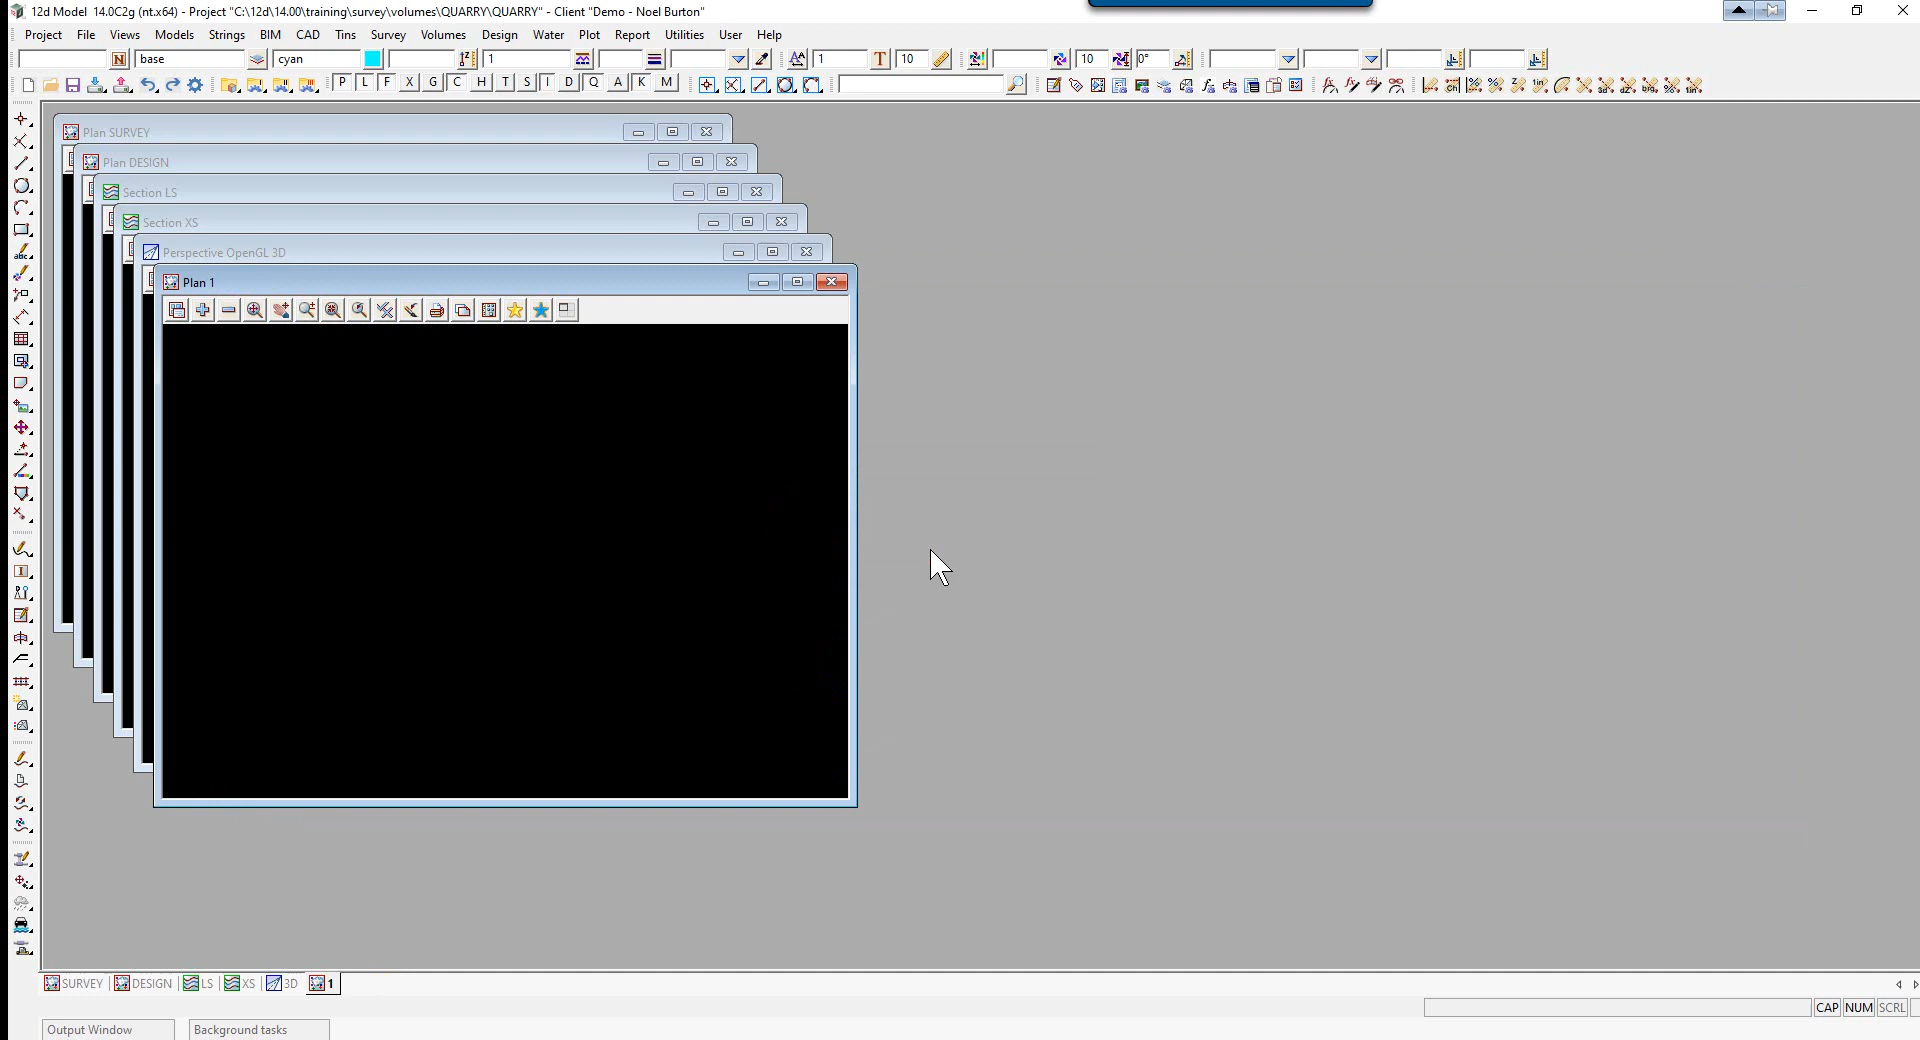 12d Model 14.0C2g (nt.x64) - Project "C:\12d\14.00\training\survey\volumes\QUARRY\QUARRY" - Client "Demo - Noel Burton"
Project File Edit Views Models Strings BIM CAD Tins Survey Volumes Design Water Plot Report Utilities User Help
base cyan 1 1 10 10 0°
P L F X G C H T S I D Q A K M
Plan SURVEY
Plan DESIGN
Section LS
Section XS
Perspective OpenGL 3D
Plan 1
SURVEY DESIGN LS XS 3D 1
CAP NUM SCRL
Output Window Background tasks